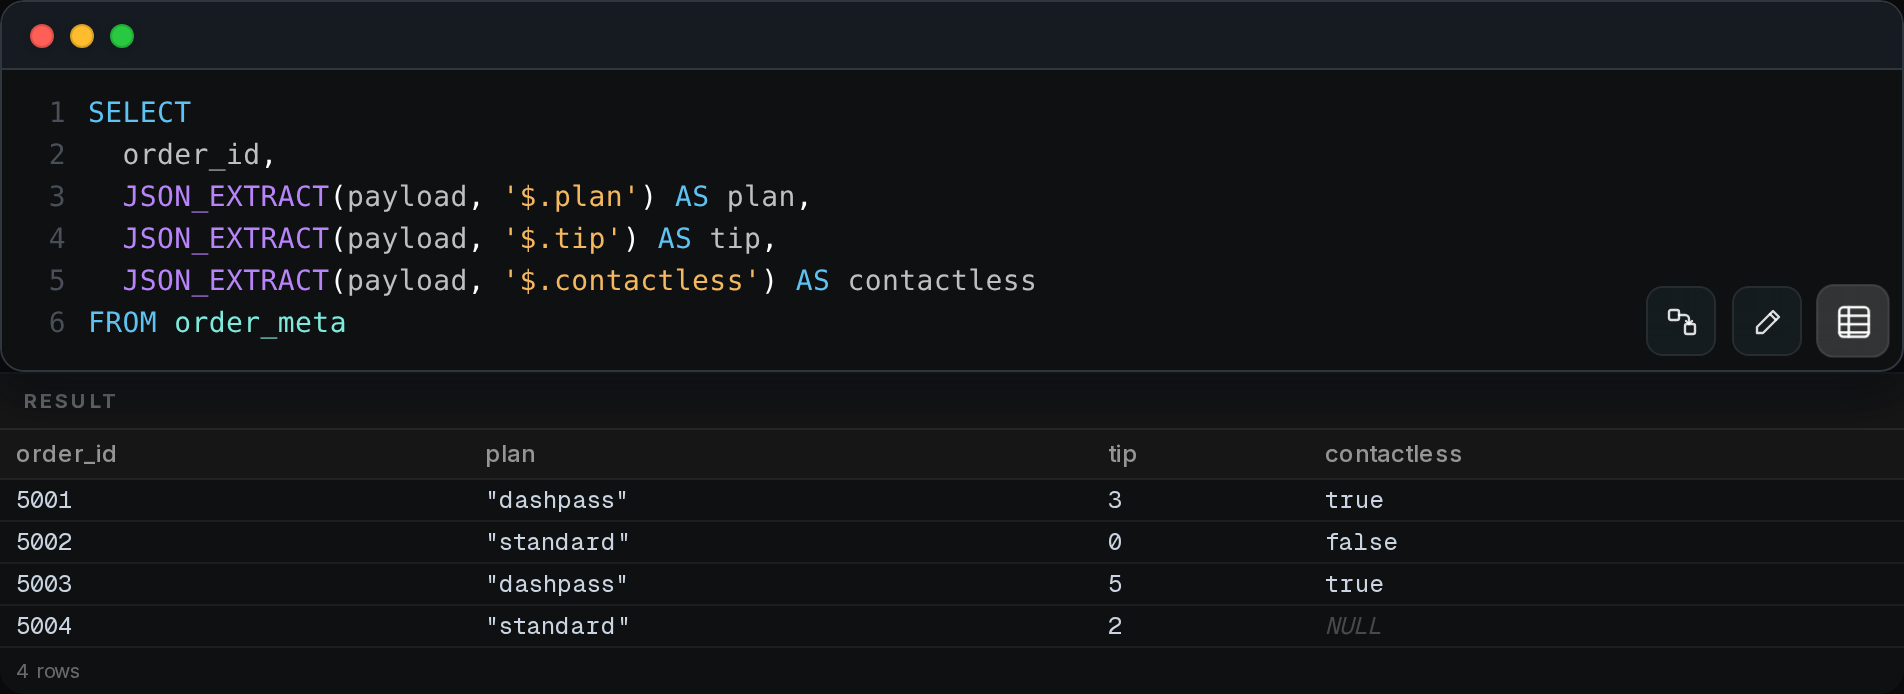 1 SELECT
2   order_id,
3   JSON_EXTRACT(payload, '$.plan') AS plan,
4   JSON_EXTRACT(payload, '$.tip') AS tip,
5   JSON_EXTRACT(payload, '$.contactless') AS contactless
6 FROM order_meta
RESULT
order_id plan tip contactless
5001 "dashpass" 3 true
5002 "standard" 0 false
5003 "dashpass" 5 true
5004 "standard" 2 NULL
4 rows